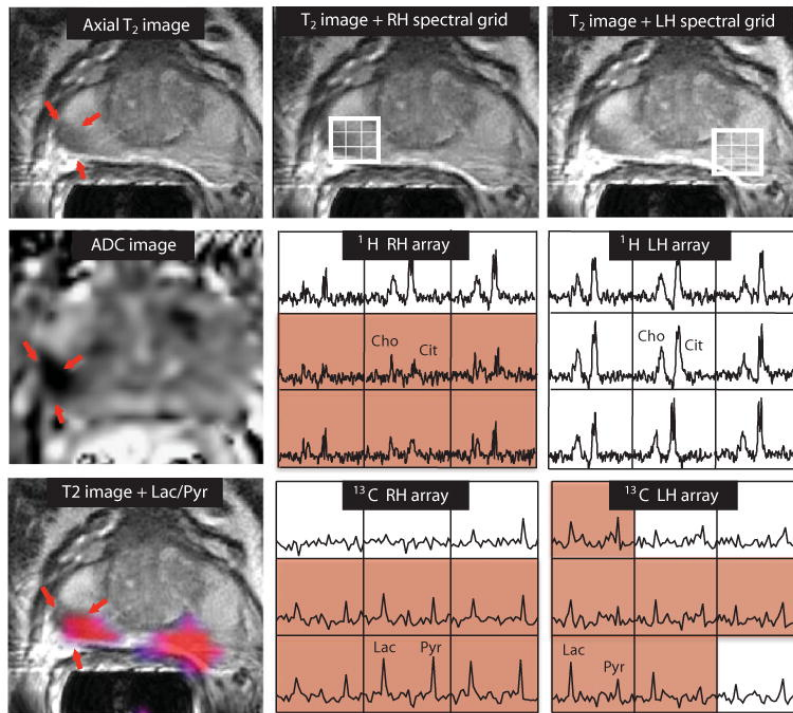 Axial T₂ image
T₂ image + RH spectral grid
T₂ image + LH spectral grid
ADC image
¹H RH array
¹H LH array
Cho
Cit
Cho
Cit
T2 image + Lac/Pyr
¹³C RH array
¹³C LH array
Lac
Pyr
Lac
Pyr